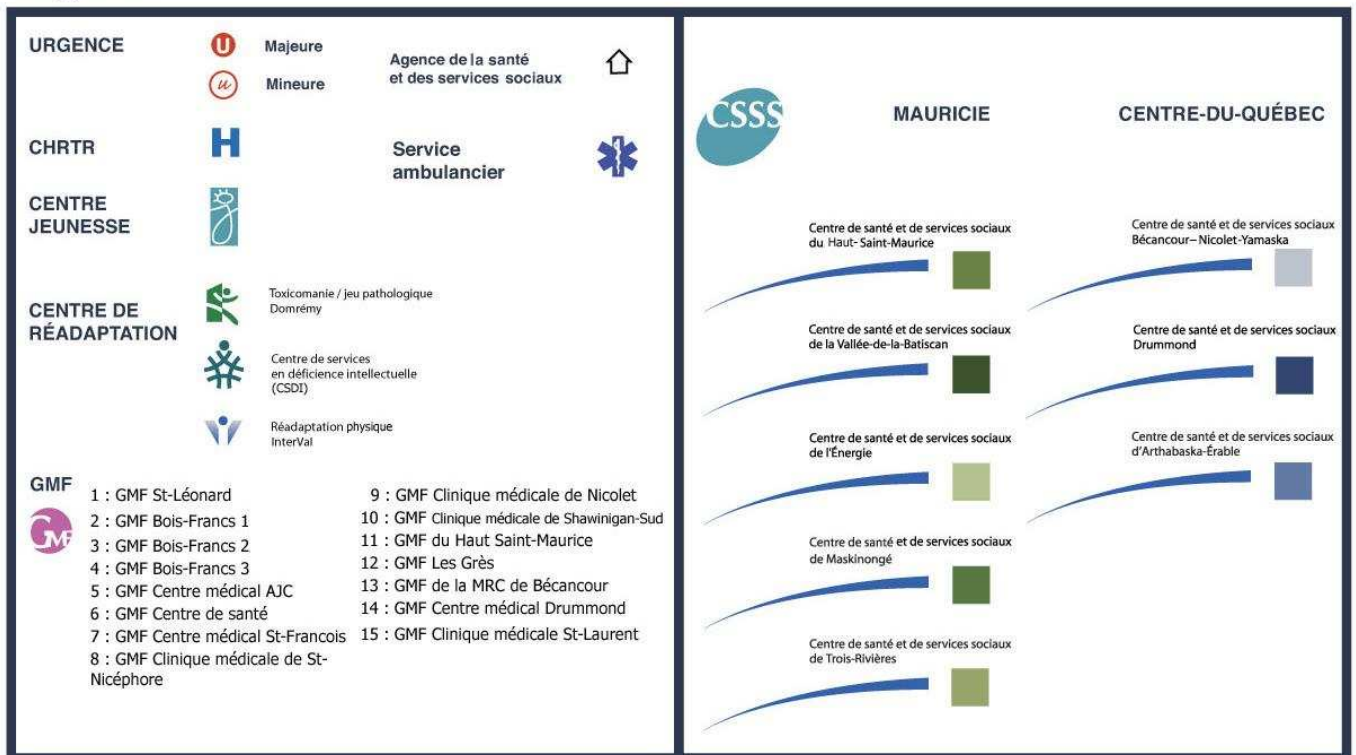 URGENCE
U
Majeure
u
Mineure
Agence de la santé
et des services sociaux
CHRTR
H
Service
ambulancier
CENTRE
JEUNESSE
CENTRE DE
RÉADAPTATION
Toxicomanie / jeu pathologique
Domrémy
Centre de services
en déficience intellectuelle
(CSDI)
Réadaptation physique
InterVal
GMF
GMF
1 : GMF St-Léonard
2 : GMF Bois-Francs 1
3 : GMF Bois-Francs 2
4 : GMF Bois-Francs 3
5 : GMF Centre médical AJC
6 : GMF Centre de santé
7 : GMF Centre médical St-Francois
8 : GMF Clinique médicale de St-
Nicéphore
9 : GMF Clinique médicale de Nicolet
10 : GMF Clinique médicale de Shawinigan-Sud
11 : GMF du Haut Saint-Maurice
12 : GMF Les Grès
13 : GMF de la MRC de Bécancour
14 : GMF Centre médical Drummond
15 : GMF Clinique médicale St-Laurent
CSSS
MAURICIE
Centre de santé et de services sociaux
du Haut-Saint-Maurice
Centre de santé et de services sociaux
de la Vallée-de-la-Batiscan
Centre de santé et de services sociaux
de l'Énergie
Centre de santé et de services sociaux
de Maskinongé
Centre de santé et de services sociaux
de Trois-Rivières
CENTRE-DU-QUÉBEC
Centre de santé et de services sociaux
Bécancour–Nicolet-Yamaska
Centre de santé et de services sociaux
Drummond
Centre de santé et de services sociaux
d'Arthabaska-Érable